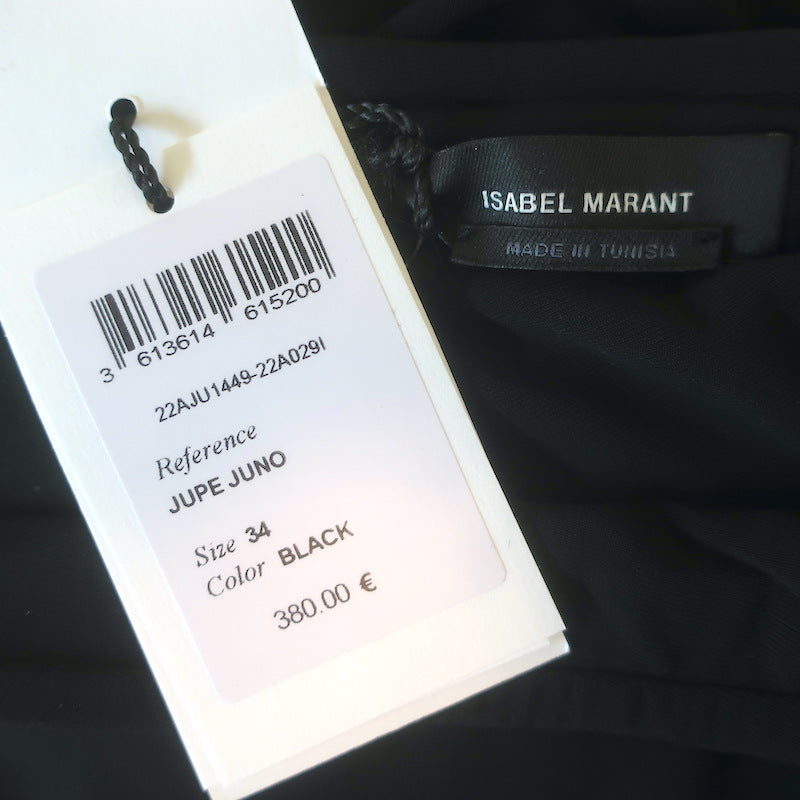 3 613614 615200
22AJU1449-22A029I
Reference
JUPE JUNO
Size 34
Color BLACK
380.00 €
ISABEL MARANT
MADE IN TUNISIA